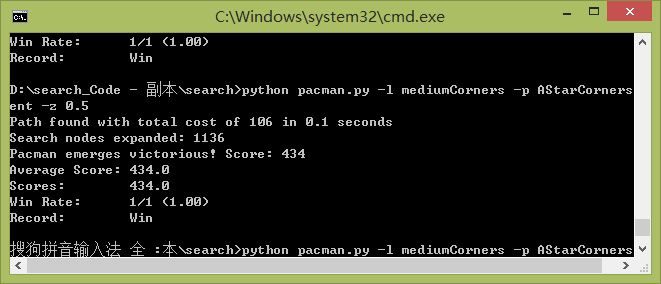 C:\Windows\system32\cmd.exe
Win Rate: 1/1 (1.00)
Record: Win
D:\search_Code - 副本\search>python pacman.py -l mediumCorners -p AStarCorners
ent -z 0.5
Path found with total cost of 106 in 0.1 seconds
Search nodes expanded: 1136
Pacman emerges victorious! Score: 434
Average Score: 434.0
Scores: 434.0
Win Rate: 1/1 (1.00)
Record: Win
搜狗拼音输入法 全 :本\search>python pacman.py -l mediumCorners -p AStarCorners